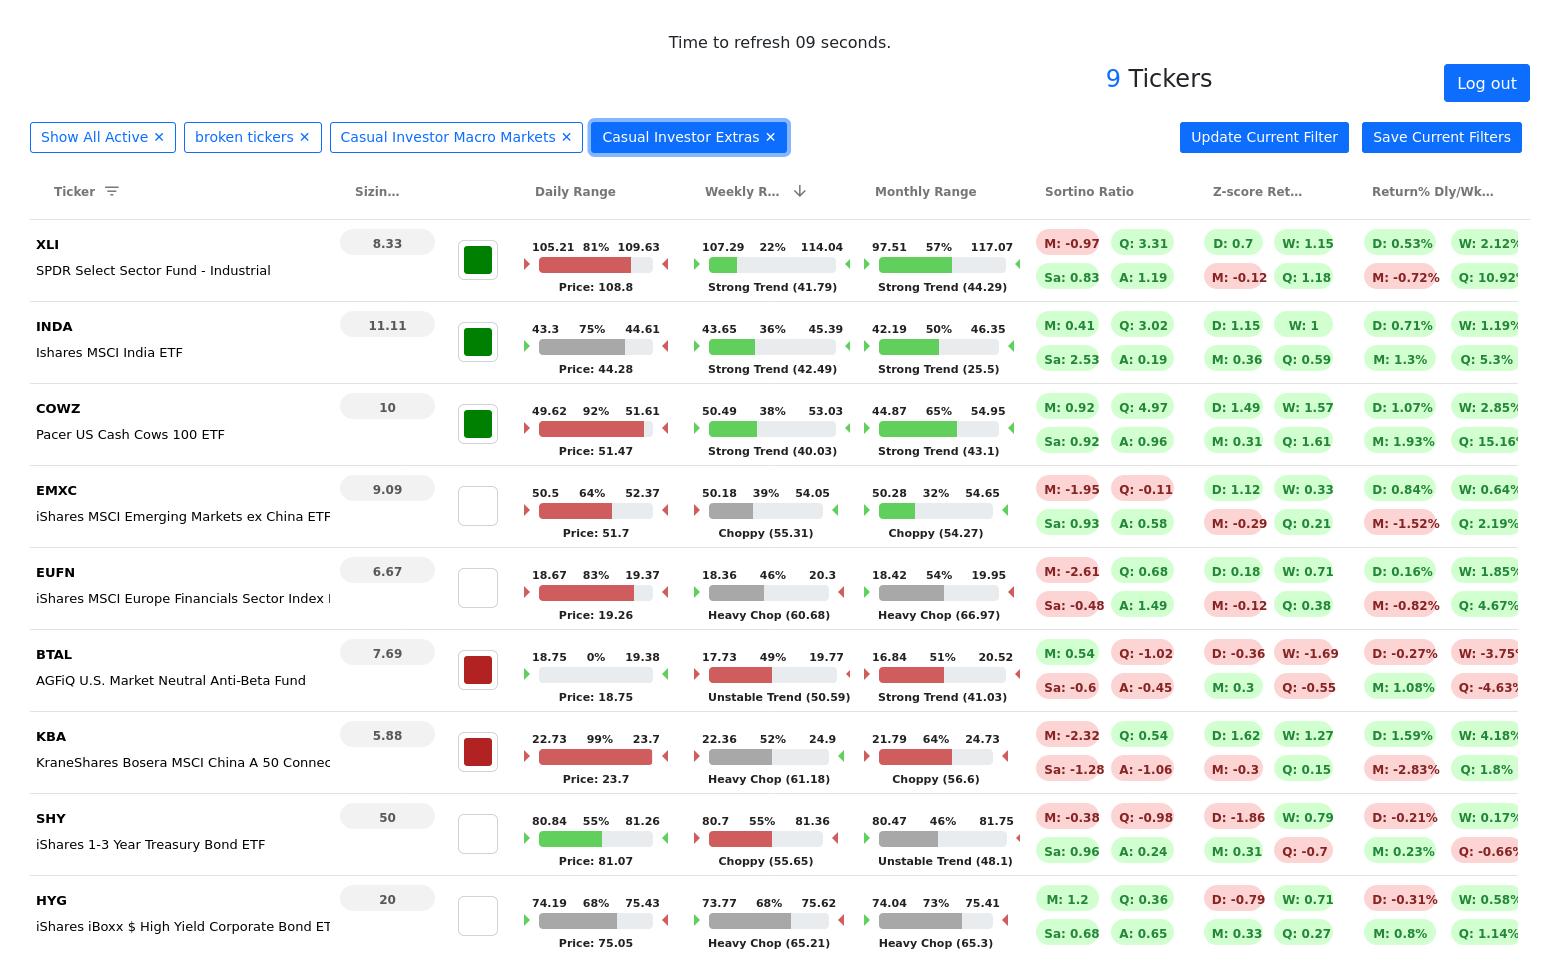 Time to refresh 09 seconds.
9 Tickers
Log out
Show All Active ✕ broken tickers ✕ Casual Investor Macro Markets ✕ Casual Investor Extras ✕ Update Current Filter Save Current Filters
Ticker Sizin... Daily Range Weekly R... Monthly Range Sortino Ratio Z-score Ret... Return% Dly/Wk...
XLI 8.33 105.21 81% 109.63 107.29 22% 114.04 97.51 57% 117.07 M: -0.97 Q: 3.31 D: 0.7 W: 1.15 D: 0.53% W: 2.12%
SPDR Select Sector Fund - Industrial Sa: 0.83 A: 1.19 M: -0.12 Q: 1.18 M: -0.72% Q: 10.92%
Price: 108.8 Strong Trend (41.79) Strong Trend (44.29)
INDA 11.11 43.3 75% 44.61 43.65 36% 45.39 42.19 50% 46.35 M: 0.41 Q: 3.02 D: 1.15 W: 1 D: 0.71% W: 1.19%
Ishares MSCI India ETF Sa: 2.53 A: 0.19 M: 0.36 Q: 0.59 M: 1.3% Q: 5.3%
Price: 44.28 Strong Trend (42.49) Strong Trend (25.5)
COWZ 10 49.62 92% 51.61 50.49 38% 53.03 44.87 65% 54.95 M: 0.92 Q: 4.97 D: 1.49 W: 1.57 D: 1.07% W: 2.85%
Pacer US Cash Cows 100 ETF Sa: 0.92 A: 0.96 M: 0.31 Q: 1.61 M: 1.93% Q: 15.16%
Price: 51.47 Strong Trend (40.03) Strong Trend (43.1)
EMXC 9.09 50.5 64% 52.37 50.18 39% 54.05 50.28 32% 54.65 M: -1.95 Q: -0.11 D: 1.12 W: 0.33 D: 0.84% W: 0.64%
iShares MSCI Emerging Markets ex China ETF Sa: 0.93 A: 0.58 M: -0.29 Q: 0.21 M: -1.52% Q: 2.19%
Price: 51.7 Choppy (55.31) Choppy (54.27)
EUFN 6.67 18.67 83% 19.37 18.36 46% 20.3 18.42 54% 19.95 M: -2.61 Q: 0.68 D: 0.18 W: 0.71 D: 0.16% W: 1.85%
iShares MSCI Europe Financials Sector Index Sa: -0.48 A: 1.49 M: -0.12 Q: 0.38 M: -0.82% Q: 4.67%
Price: 19.26 Heavy Chop (60.68) Heavy Chop (66.97)
BTAL 7.69 18.75 0% 19.38 17.73 49% 19.77 16.84 51% 20.52 M: 0.54 Q: -1.02 D: -0.36 W: -1.69 D: -0.27% W: -3.75%
AGFiQ U.S. Market Neutral Anti-Beta Fund Sa: -0.6 A: -0.45 M: 0.3 Q: -0.55 M: 1.08% Q: -4.63%
Price: 18.75 Unstable Trend (50.59) Strong Trend (41.03)
KBA 5.88 22.73 99% 23.7 22.36 52% 24.9 21.79 64% 24.73 M: -2.32 Q: 0.54 D: 1.62 W: 1.27 D: 1.59% W: 4.18%
KraneShares Bosera MSCI China A 50 Connec Sa: -1.28 A: -1.06 M: -0.3 Q: 0.15 M: -2.83% Q: 1.8%
Price: 23.7 Heavy Chop (61.18) Choppy (56.6)
SHY 50 80.84 55% 81.26 80.7 55% 81.36 80.47 46% 81.75 M: -0.38 Q: -0.98 D: -1.86 W: 0.79 D: -0.21% W: 0.17%
iShares 1-3 Year Treasury Bond ETF Sa: 0.96 A: 0.24 M: 0.31 Q: -0.7 M: 0.23% Q: -0.66%
Price: 81.07 Choppy (55.65) Unstable Trend (48.1)
HYG 20 74.19 68% 75.43 73.77 68% 75.62 74.04 73% 75.41 M: 1.2 Q: 0.36 D: -0.79 W: 0.71 D: -0.31% W: 0.58%
iShares iBoxx $ High Yield Corporate Bond ET Sa: 0.68 A: 0.65 M: 0.33 Q: 0.27 M: 0.8% Q: 1.14%
Price: 75.05 Heavy Chop (65.21) Heavy Chop (65.3)